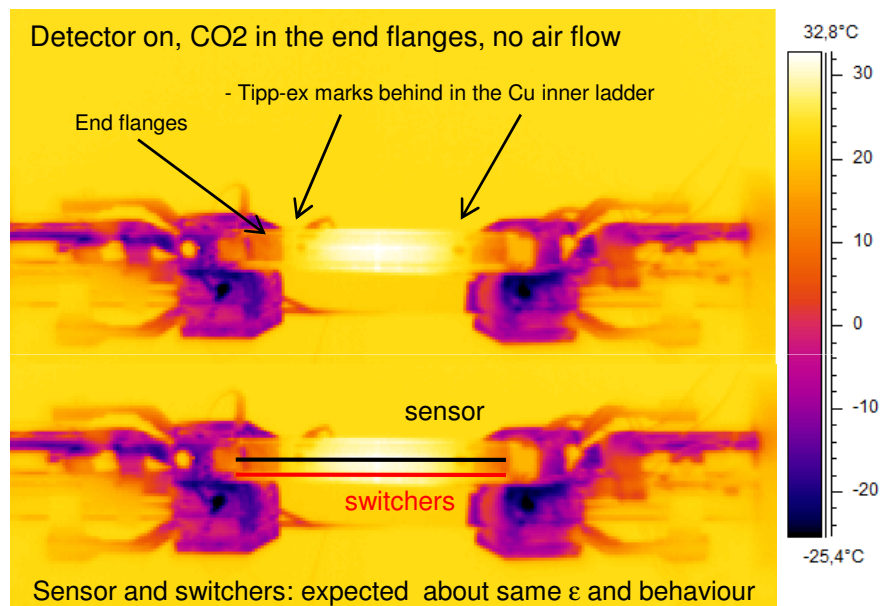 Detector on, CO2 in the end flanges, no air flow
32,8°C
- Tipp-ex marks behind in the Cu inner ladder
End flanges
30
20
10
0
-10
-20
-25,4°C
sensor
switchers
Sensor and switchers: expected about same ε and behaviour